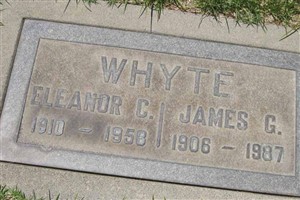 WHYTE
ELEANOR C. JAMES G.
1910 - 1958 1906 - 1987